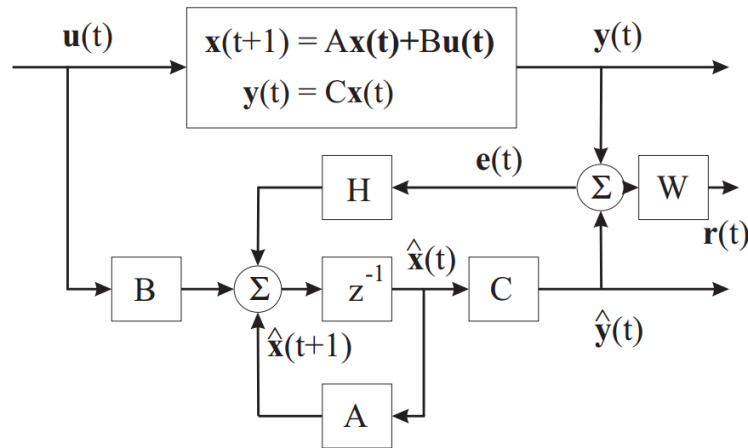 u(t)
x(t+1) = Ax(t)+Bu(t)
y(t) = Cx(t)
y(t)
e(t)
H
Σ
W
r(t)
B
Σ
z⁻¹
x̂(t)
C
ŷ(t)
x̂(t+1)
A